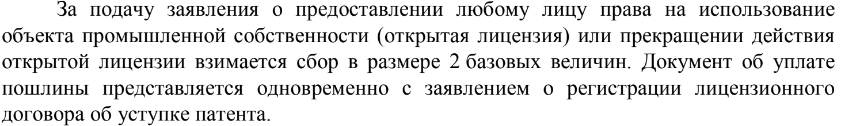 За подачу заявления о предоставлении любому лицу права на использование
объекта промышленной собственности (открытая лицензия) или прекращении действия
открытой лицензии взимается сбор в размере 2 базовых величин. Документ об уплате
пошлины представляется одновременно с заявлением о регистрации лицензионного
договора об уступке патента.